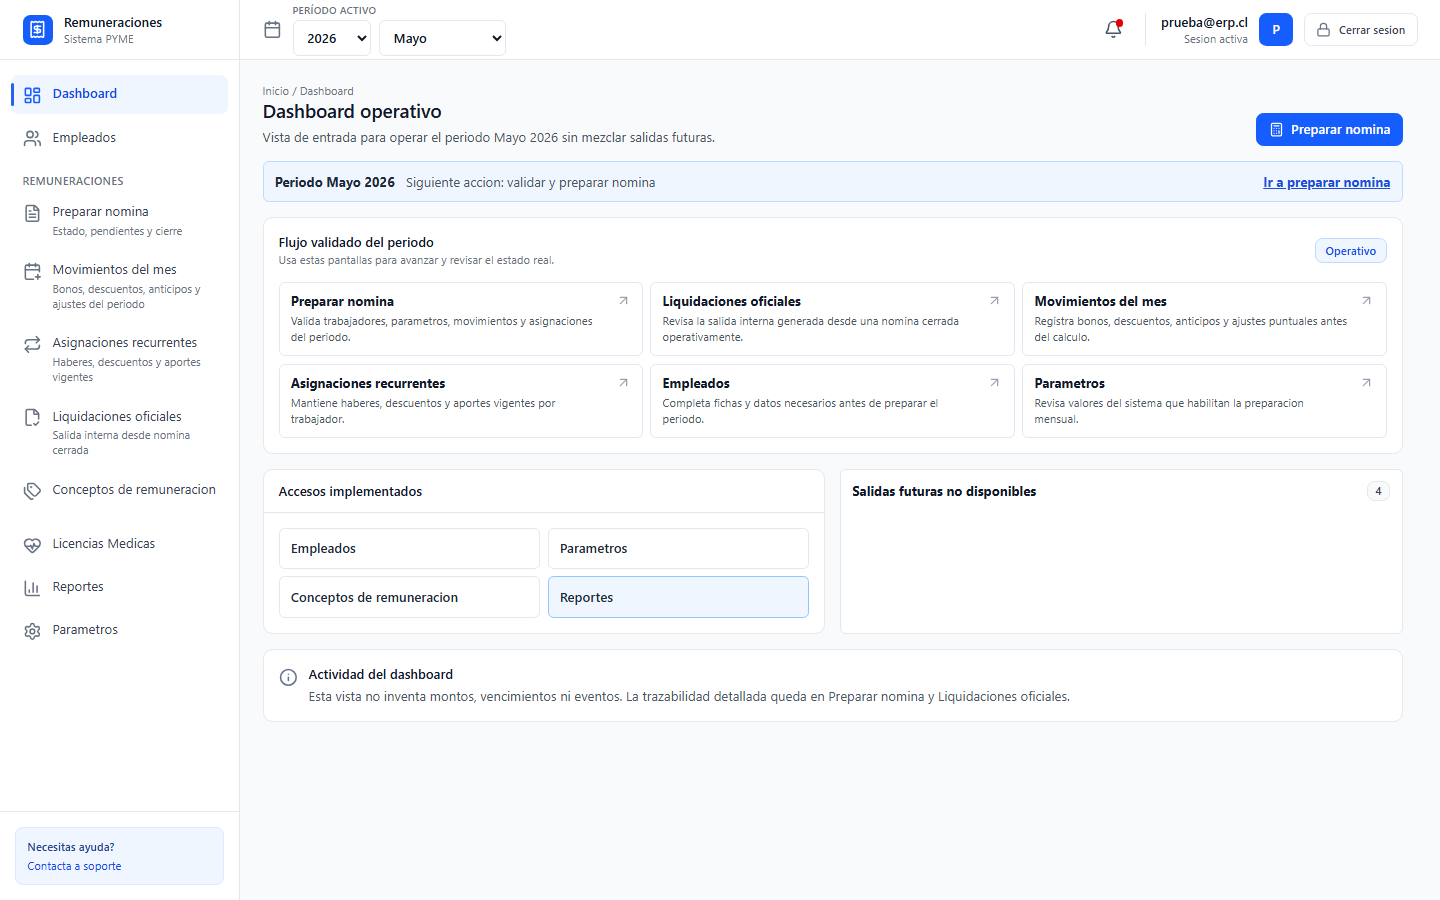 Remuneraciones
Sistema PYME
PERÍODO ACTIVO
2026
Mayo
prueba@erp.cl
Sesion activa
P
Cerrar sesion
Dashboard
Empleados
REMUNERACIONES
Preparar nomina
Estado, pendientes y cierre
Movimientos del mes
Bonos, descuentos, anticipos y
ajustes del periodo
Asignaciones recurrentes
Haberes, descuentos y aportes
vigentes
Liquidaciones oficiales
Salida interna desde nomina
cerrada
Conceptos de remuneracion
Licencias Medicas
Reportes
Parametros
Necesitas ayuda?
Contacta a soporte
Inicio / Dashboard
Dashboard operativo
Vista de entrada para operar el periodo Mayo 2026 sin mezclar salidas futuras.
Preparar nomina
Periodo Mayo 2026 Siguiente accion: validar y preparar nomina
Ir a preparar nomina
Flujo validado del periodo
Usa estas pantallas para avanzar y revisar el estado real.
Operativo
Preparar nomina
Valida trabajadores, parametros, movimientos y asignaciones
del periodo.
Liquidaciones oficiales
Revisa la salida interna generada desde una nomina cerrada
operativamente.
Movimientos del mes
Registra bonos, descuentos, anticipos y ajustes puntuales antes
del calculo.
Asignaciones recurrentes
Mantiene haberes, descuentos y aportes vigentes por
trabajador.
Empleados
Completa fichas y datos necesarios antes de preparar el
periodo.
Parametros
Revisa valores del sistema que habilitan la preparacion
mensual.
Accesos implementados
Empleados
Parametros
Conceptos de remuneracion
Reportes
Salidas futuras no disponibles
4
Actividad del dashboard
Esta vista no inventa montos, vencimientos ni eventos. La trazabilidad detallada queda en Preparar nomina y Liquidaciones oficiales.